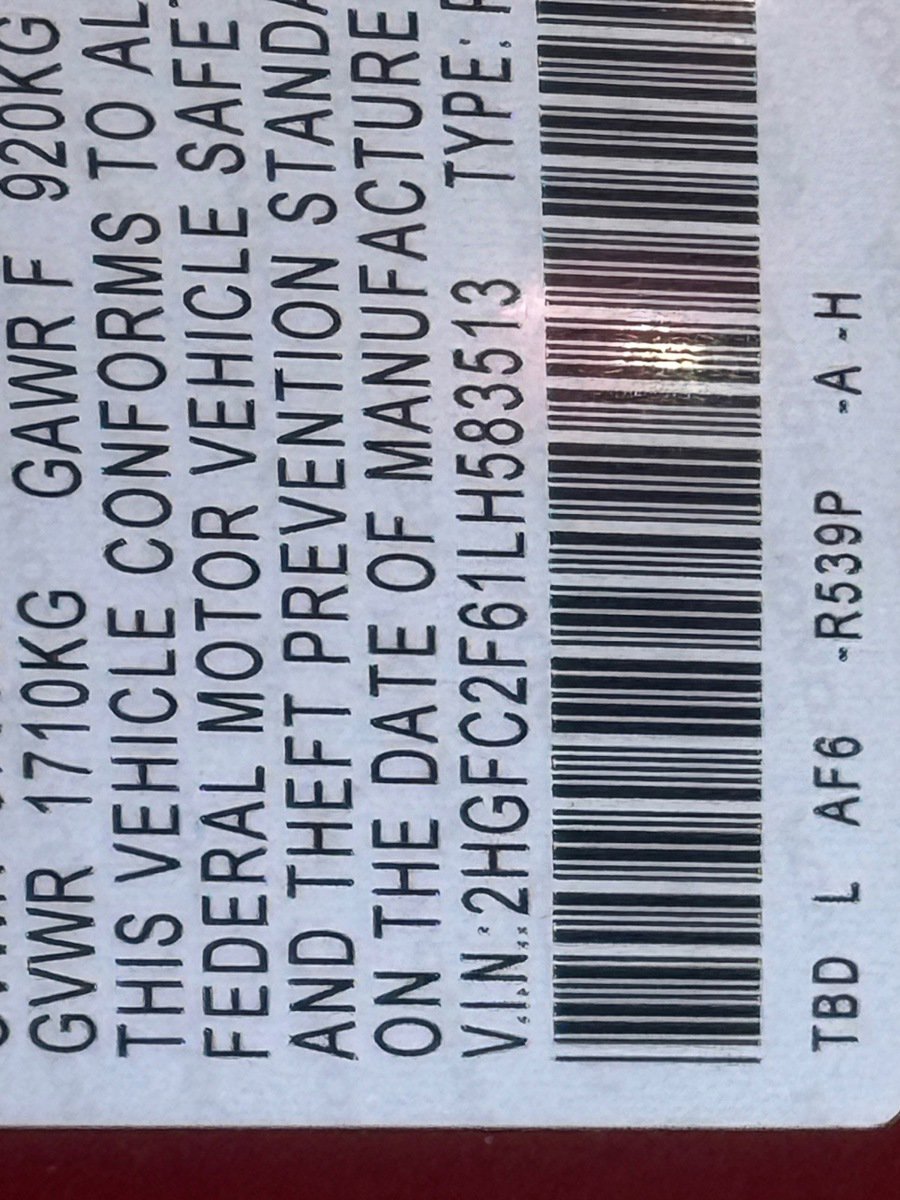 GVWR 1710KG GAWR F 920KG
THIS VEHICLE CONFORMS TO AL
FEDERAL MOTOR VEHICLE SAFE
AND THEFT PREVENTION STANDA
ON THE DATE OF MANUFACTURE
V.I.N.:2HGFC2F61LH583513 TYPE:
TBD L AF6 -R539P -A -H